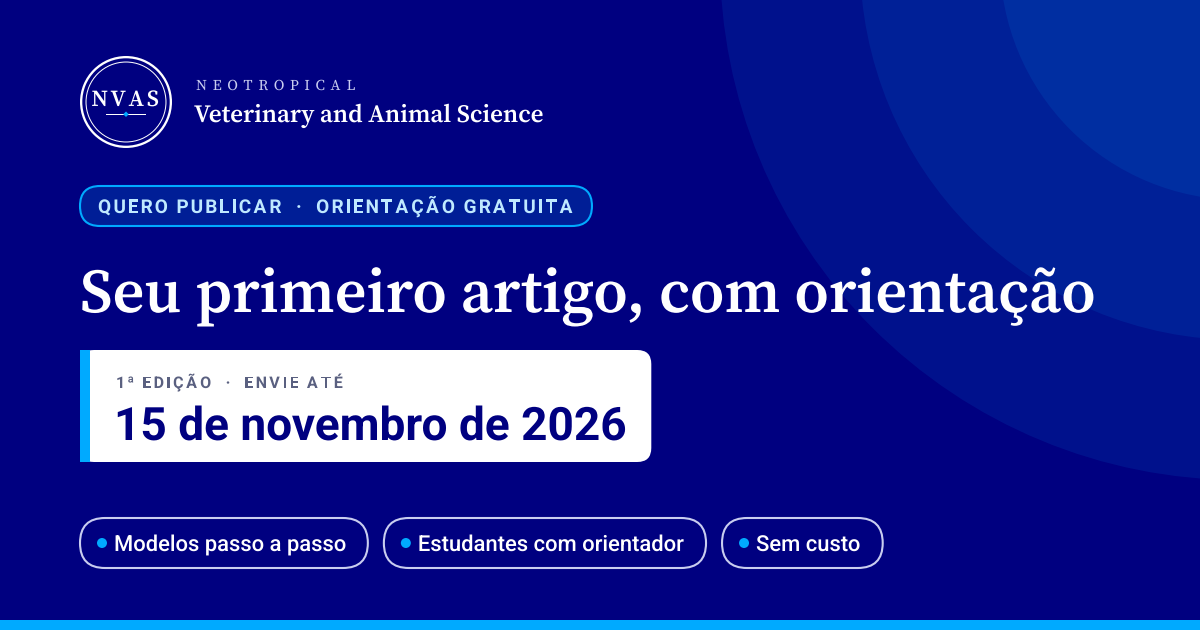 NVAS
NEOTROPICAL
Veterinary and Animal Science
QUERO PUBLICAR · ORIENTAÇÃO GRATUITA
Seu primeiro artigo, com orientação
1ª EDIÇÃO · ENVIE ATÉ
15 de novembro de 2026
Modelos passo a passo
Estudantes com orientador
Sem custo